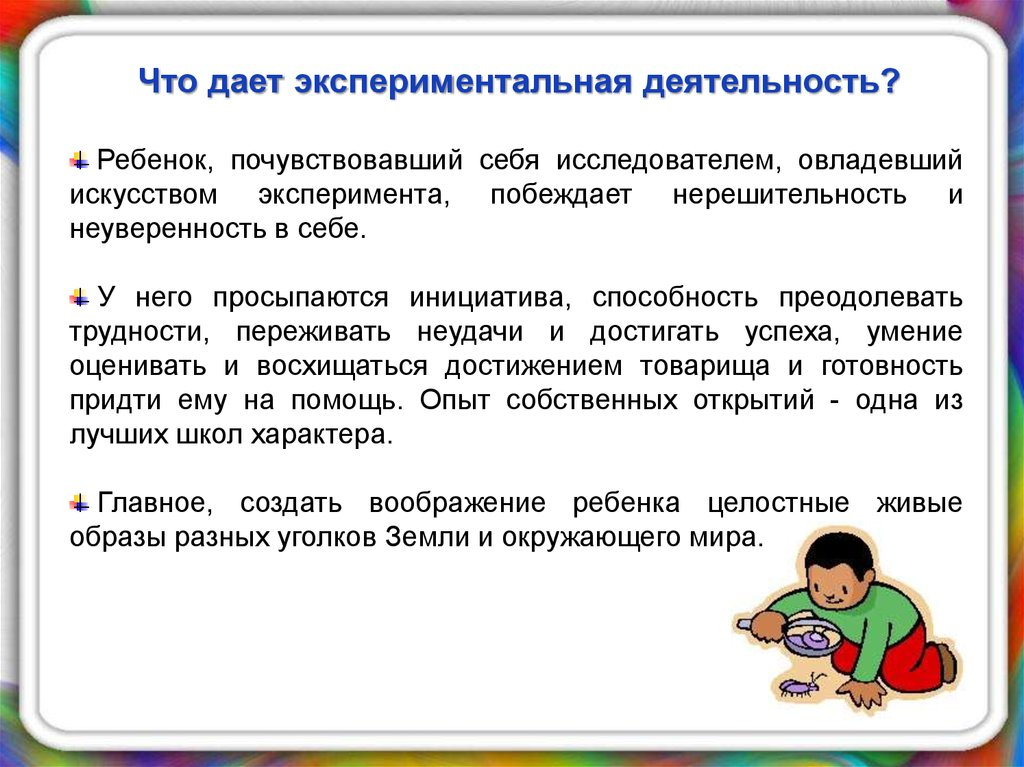 Что дает экспериментальная деятельность?
Ребенок, почувствовавший себя исследователем, овладевший
искусством эксперимента, побеждает нерешительность и
неуверенность в себе.
У него просыпаются инициатива, способность преодолевать
трудности, переживать неудачи и достигать успеха, умение
оценивать и восхищаться достижением товарища и готовность
придти ему на помощь. Опыт собственных открытий - одна из
лучших школ характера.
Главное, создать воображение ребенка целостные живые
образы разных уголков Земли и окружающего мира.